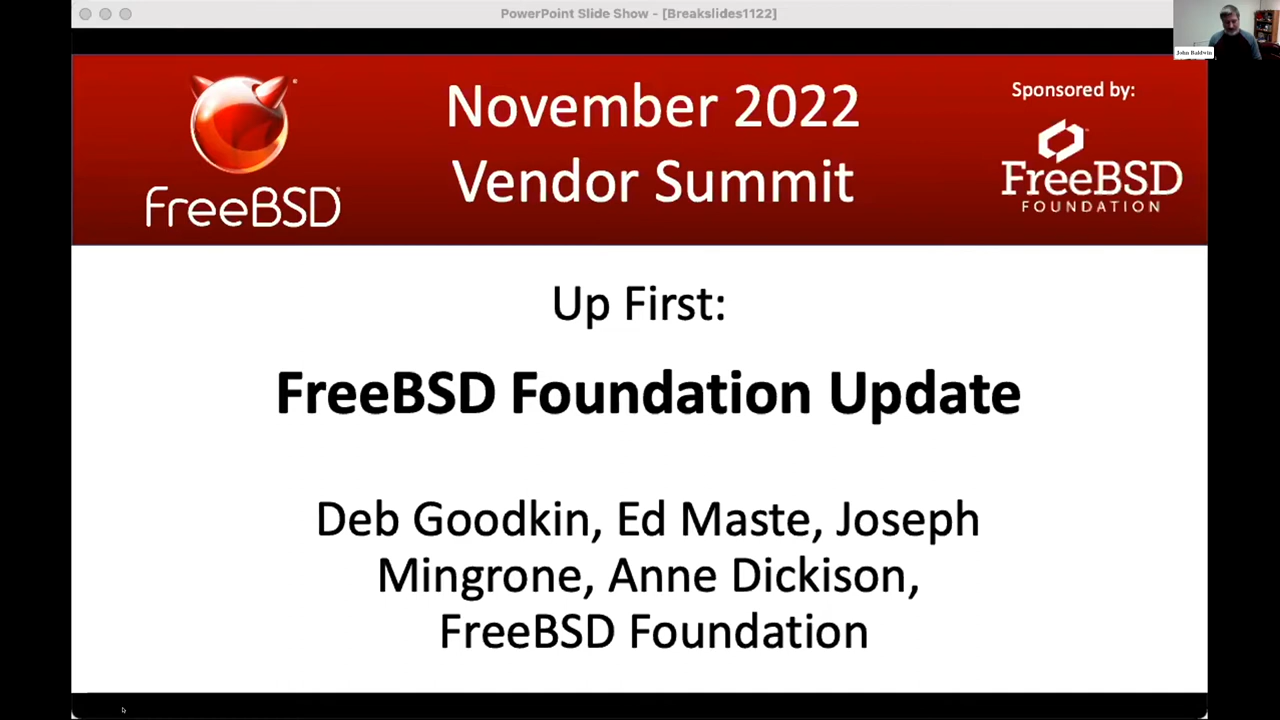 PowerPoint Slide Show - [Breakslides1122]
John Baldwin
November 2022
Vendor Summit
FreeBSD
Sponsored by:
FreeBSD
FOUNDATION
Up First:
FreeBSD Foundation Update
Deb Goodkin, Ed Maste, Joseph
Mingrone, Anne Dickison,
FreeBSD Foundation